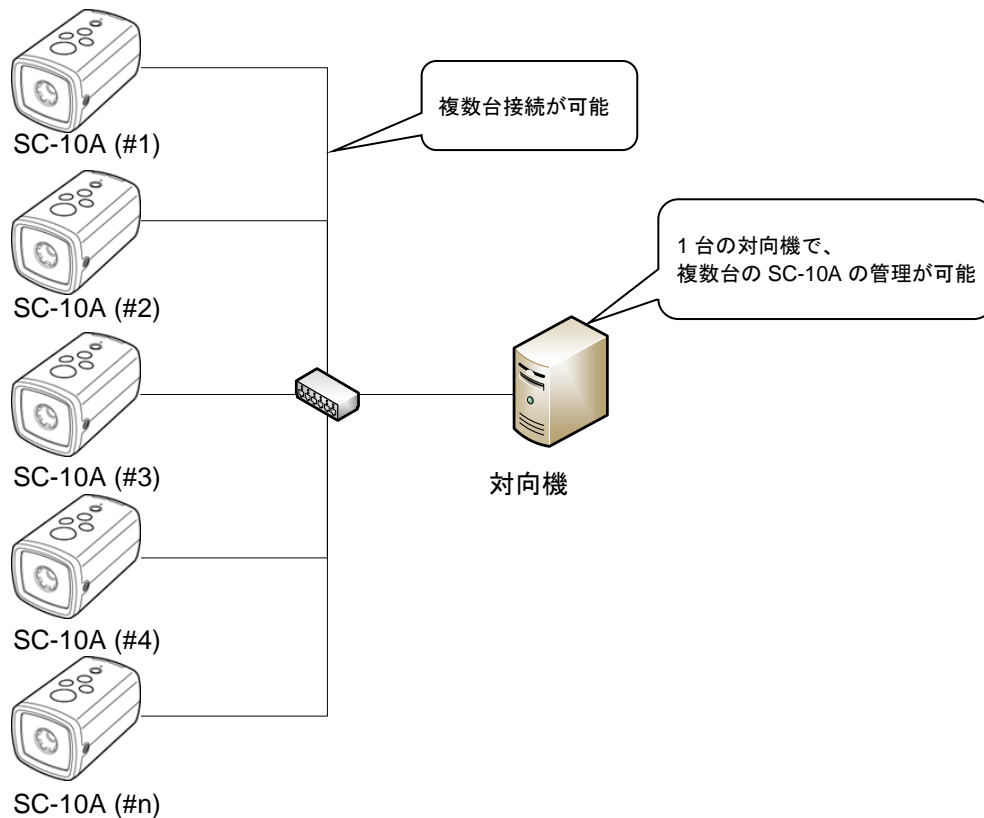 SC-10A (#1)
複数台接続が可能
SC-10A (#2)
1 台の対向機で、
複数台の SC-10A の管理が可能
SC-10A (#3)
対向機
SC-10A (#4)
SC-10A (#n)